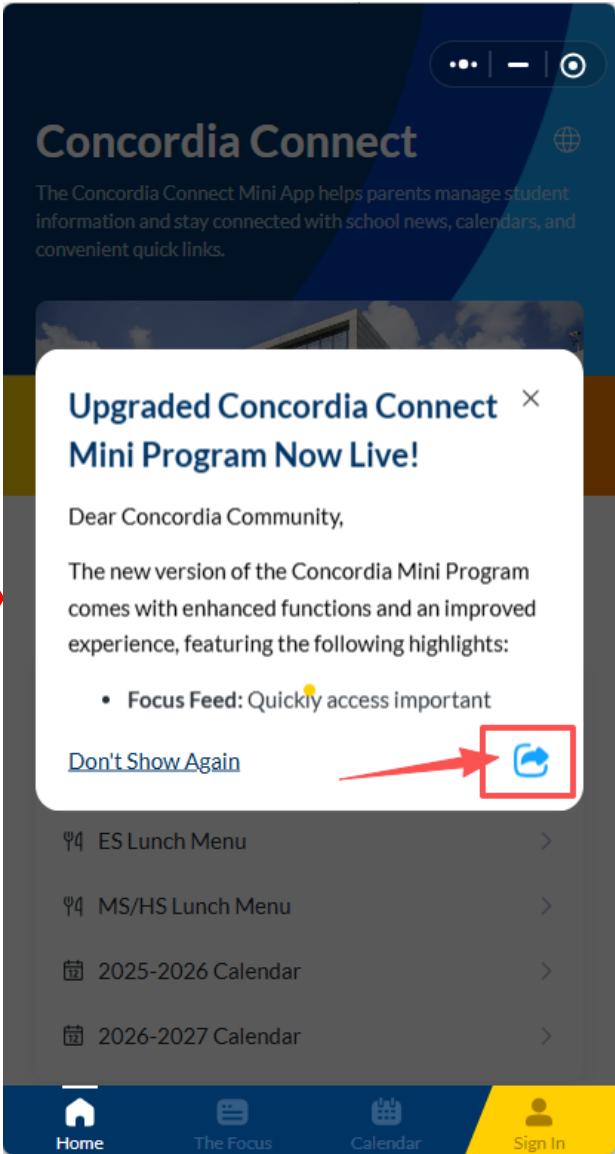 Concordia Connect
The Concordia Connect Mini App helps parents manage student
information and stay connected with school news, calendars, and
convenient quick links.
Upgraded Concordia Connect
Mini Program Now Live!
Dear Concordia Community,
The new version of the Concordia Mini Program
comes with enhanced functions and an improved
experience, featuring the following highlights:
• Focus Feed: Quickly access important
Don't Show Again
ES Lunch Menu
MS/HS Lunch Menu
12 2025-2026 Calendar
12 2026-2027 Calendar
Home The Focus Calendar Sign In